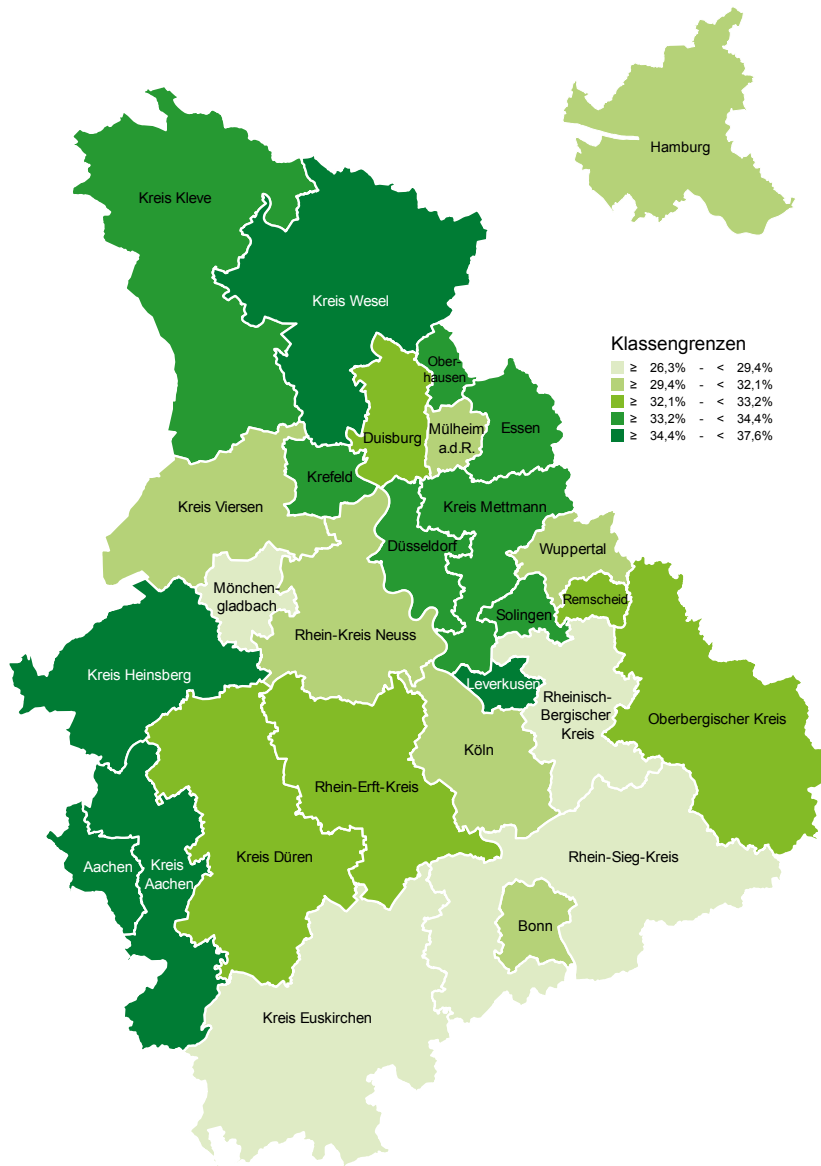 Hamburg
Kreis Kleve
Kreis Wesel
Klassengrenzen
≥ 26,3% - < 29,4%
≥ 29,4% - < 32,1%
≥ 32,1% - < 33,2%
≥ 33,2% - < 34,4%
≥ 34,4% - < 37,6%
Ober-
hausen
Duisburg
Mülheim
a.d.R.
Essen
Krefeld
Kreis Viersen
Kreis Mettmann
Düsseldorf
Wuppertal
Mönchen-
gladbach
Remscheid
Solingen
Rhein-Kreis Neuss
Kreis Heinsberg
Leverkusen
Rheinisch-
Bergischer
Kreis
Oberbergischer Kreis
Köln
Rhein-Erft-Kreis
Kreis Düren
Rhein-Sieg-Kreis
Aachen
Kreis
Aachen
Bonn
Kreis Euskirchen